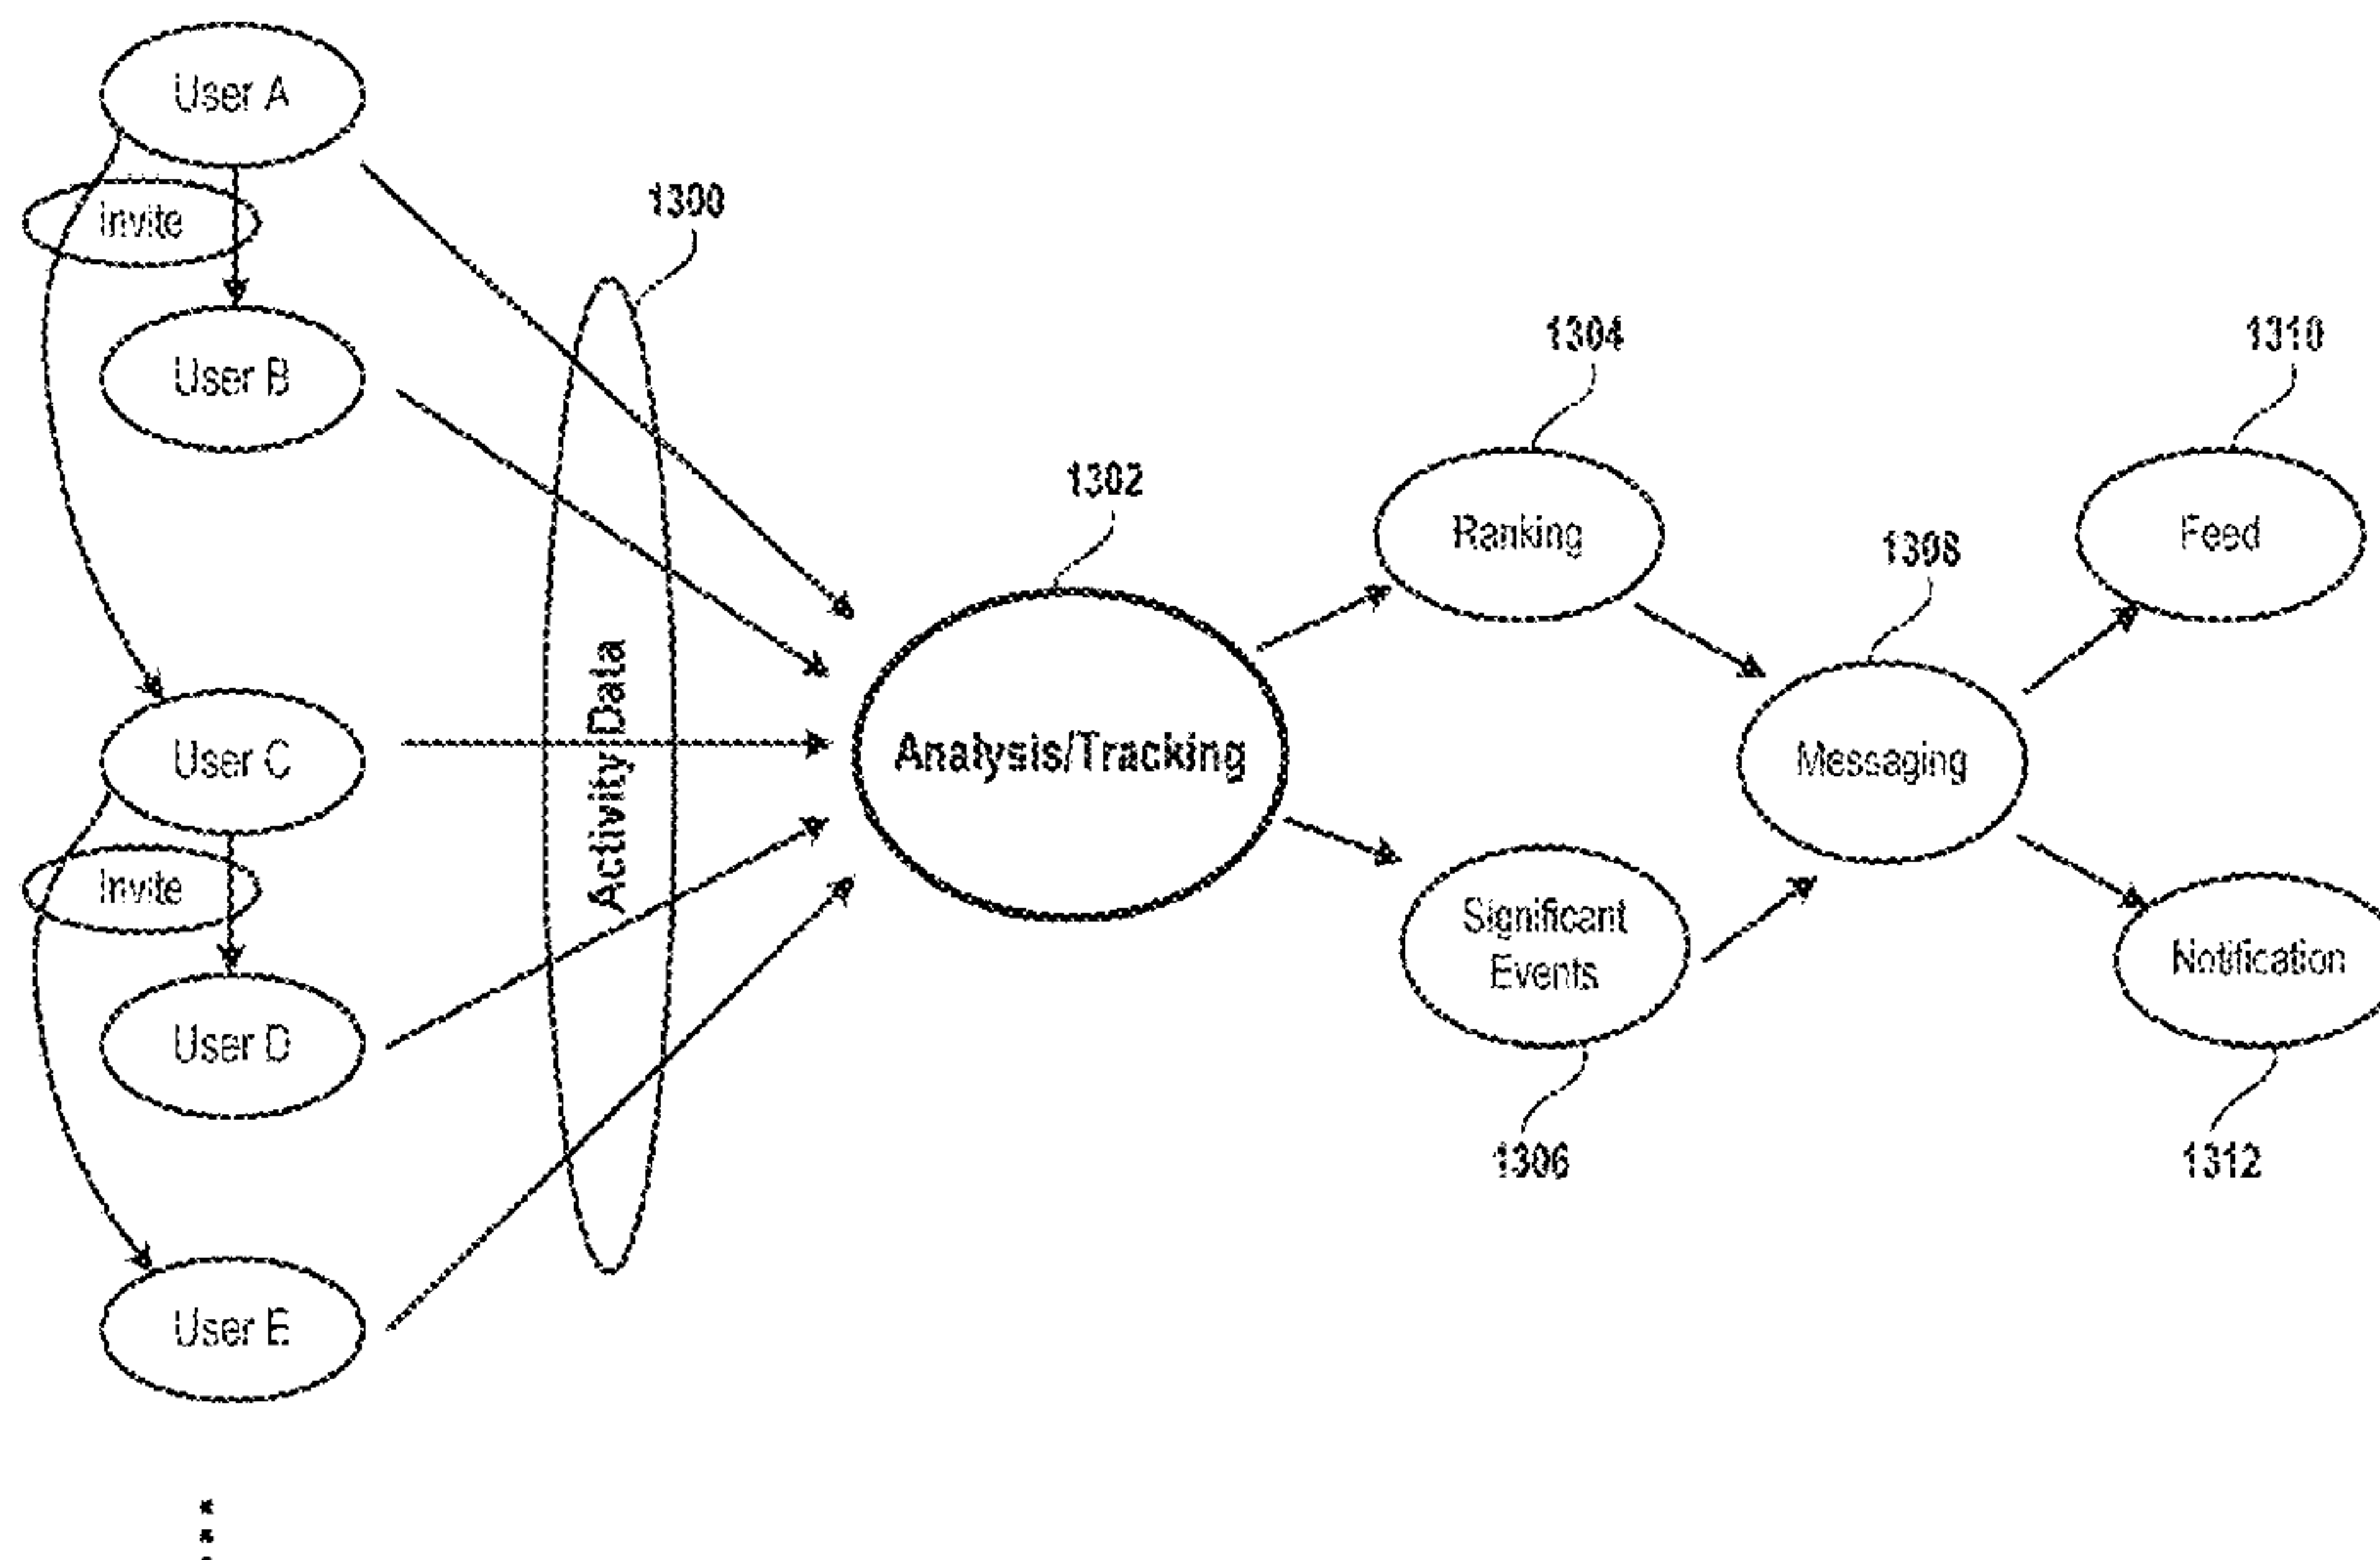 User A
Invite
User B
User C
Invite
User D
User E
1300
Activity Data
1302
Analysis/Tracking
1304
Ranking
Significant
Events
1306
1308
Messaging
1310
Feed
Notification
1312